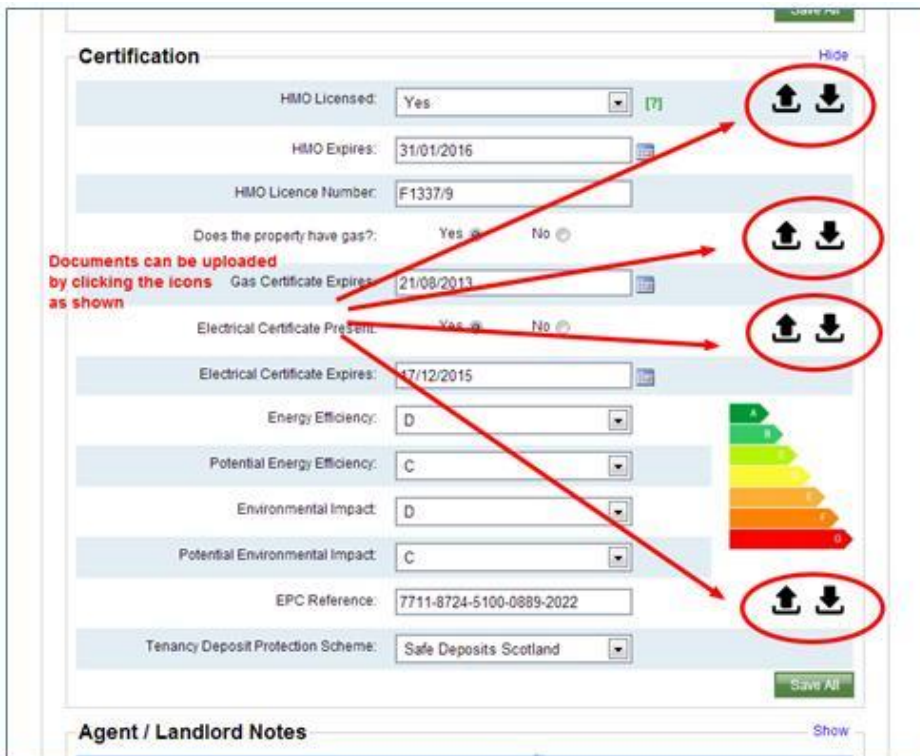 Save All
Certification
Hide
HMO Licensed:
Yes
[?]
HMO Expires:
31/01/2016
HMO Licence Number:
F1337/9
Does the property have gas?:
Yes
No
Documents can be uploaded
by clicking the icons
as shown
Gas Certificate Expires:
21/08/2013
Electrical Certificate Present:
Yes
No
Electrical Certificate Expires:
17/12/2015
Energy Efficiency:
D
A
B
Potential Energy Efficiency:
C
Environmental Impact:
D
F
G
Potential Environmental Impact:
C
EPC Reference:
7711-8724-5100-0889-2022
Tenancy Deposit Protection Scheme:
Safe Deposits Scotland
Save All
Agent / Landlord Notes
Show